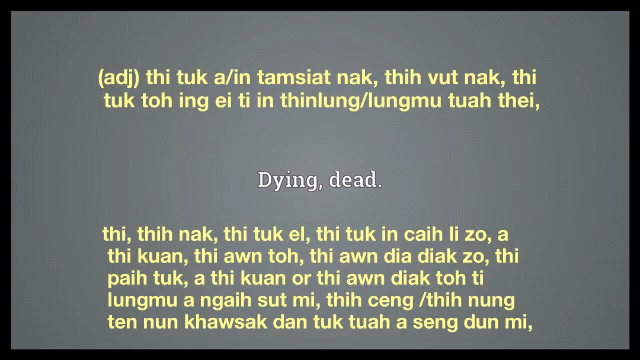 (adj) thi tuk a/in tamsiat nak, thih vut nak, thi
tuk toh ing ei ti in thinlung/lungmu tuah thei,
Dying, dead.
thi, thih nak, thi tuk el, thi tuk in caih li zo, a
thi kuan, thi awn toh, thi awn dia diak zo, thi
paih tuk, a thi kuan or thi awn diak toh ti
lungmu a ngaih sut mi, thih ceng /thih nung
ten nun khawsak dan tuk tuah a seng dun mi,